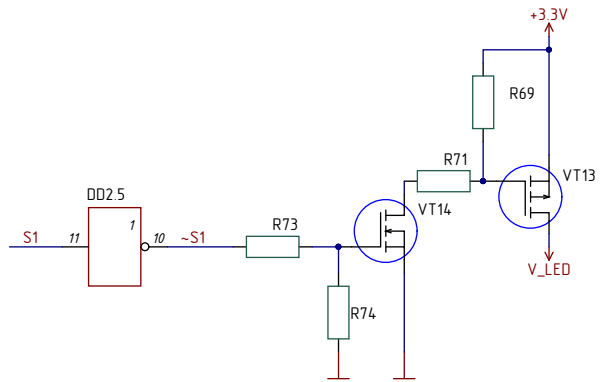 +3.3V
R69
R71
VT13
DD2.5
VT14
1
S1
11
10
~S1
R73
V_LED
R74